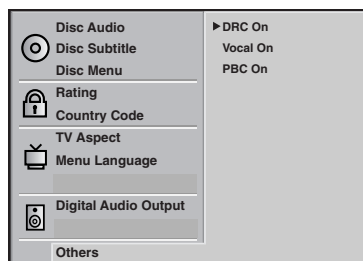 Disc Audio
Disc Subtitle
Disc Menu
Rating
Country Code
TV Aspect
Menu Language
Digital Audio Output
Others
DRC On
Vocal On
PBC On